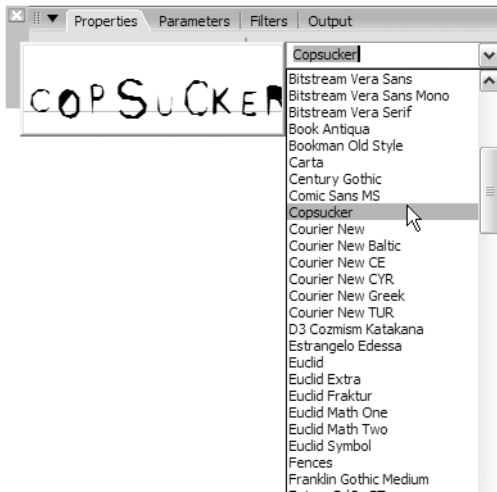 Properties Parameters Filters Output
Copsucker
COPSuCKER
Bitstream Vera Sans
Bitstream Vera Sans Mono
Bitstream Vera Serif
Book Antiqua
Bookman Old Style
Carta
Century Gothic
Comic Sans MS
Copsucker
Courier New
Courier New Baltic
Courier New CE
Courier New CYR
Courier New Greek
Courier New TUR
D3 Cozmism Katakana
Estrangelo Edessa
Euclid
Euclid Extra
Euclid Fraktur
Euclid Math One
Euclid Math Two
Euclid Symbol
Fences
Franklin Gothic Medium